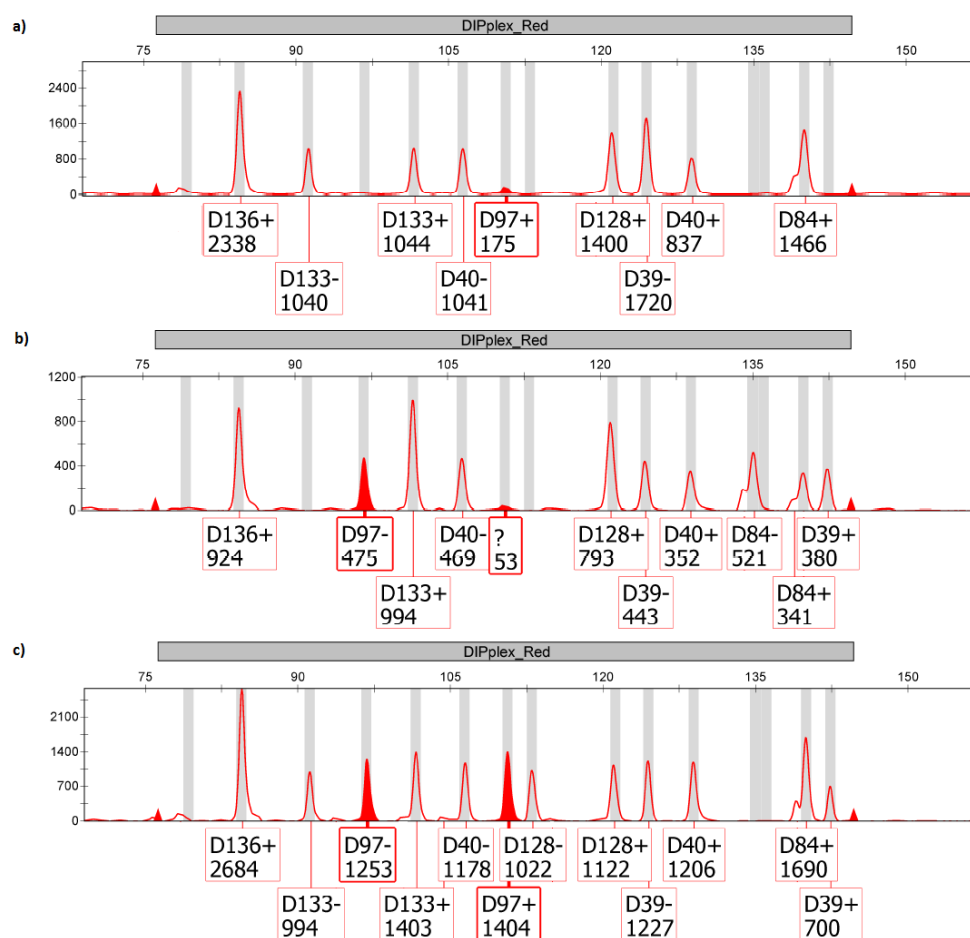 a)
DIPplex_Red
75 90 105 120 135 150
2400
1600
800
0
D136+ D133+ D97+ D128+ D40+ D84+
2338 1044 175 1400 837 1466
D133- D40- D39-
1040 1041 1720
b)
DIPplex_Red
75 90 105 120 135 150
1200
800
400
0
D136+ D97- D40- ? D128+ D40+ D84- D39+
924 475 469 53 793 352 521 380
D133+ D39- D84+
994 443 341
c)
DIPplex_Red
75 90 105 120 135 150
2100
1400
700
0
D136+ D97- D40- D128- D128+ D40+ D84+
2684 1253 1178 1022 1122 1206 1690
D133- D133+ D97+ D39- D39+
994 1403 1404 1227 700